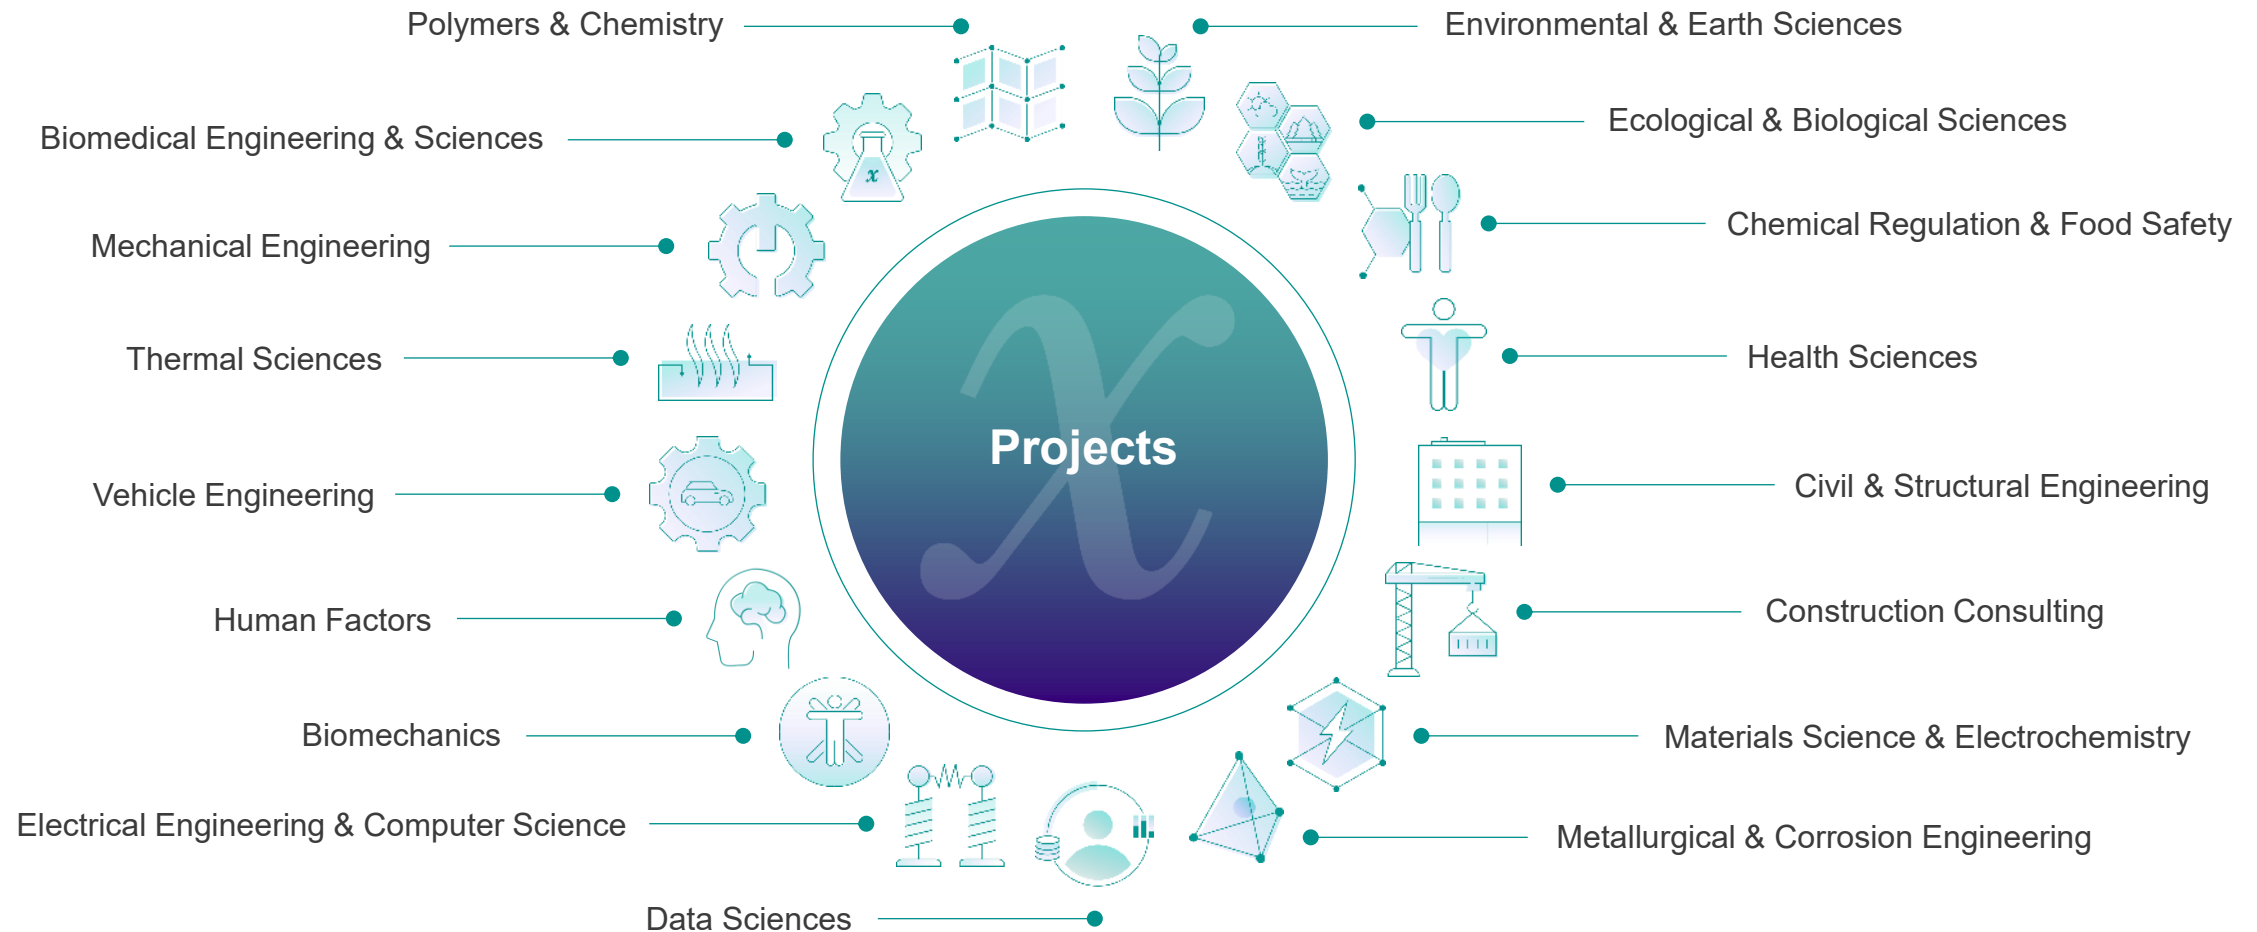 Polymers & Chemistry
Environmental & Earth Sciences
Biomedical Engineering & Sciences
Ecological & Biological Sciences
x
Mechanical Engineering
Chemical Regulation & Food Safety
Thermal Sciences
Health Sciences
x
Projects
Vehicle Engineering
Civil & Structural Engineering
Human Factors
Construction Consulting
Biomechanics
Materials Science & Electrochemistry
Electrical Engineering & Computer Science
Metallurgical & Corrosion Engineering
Data Sciences